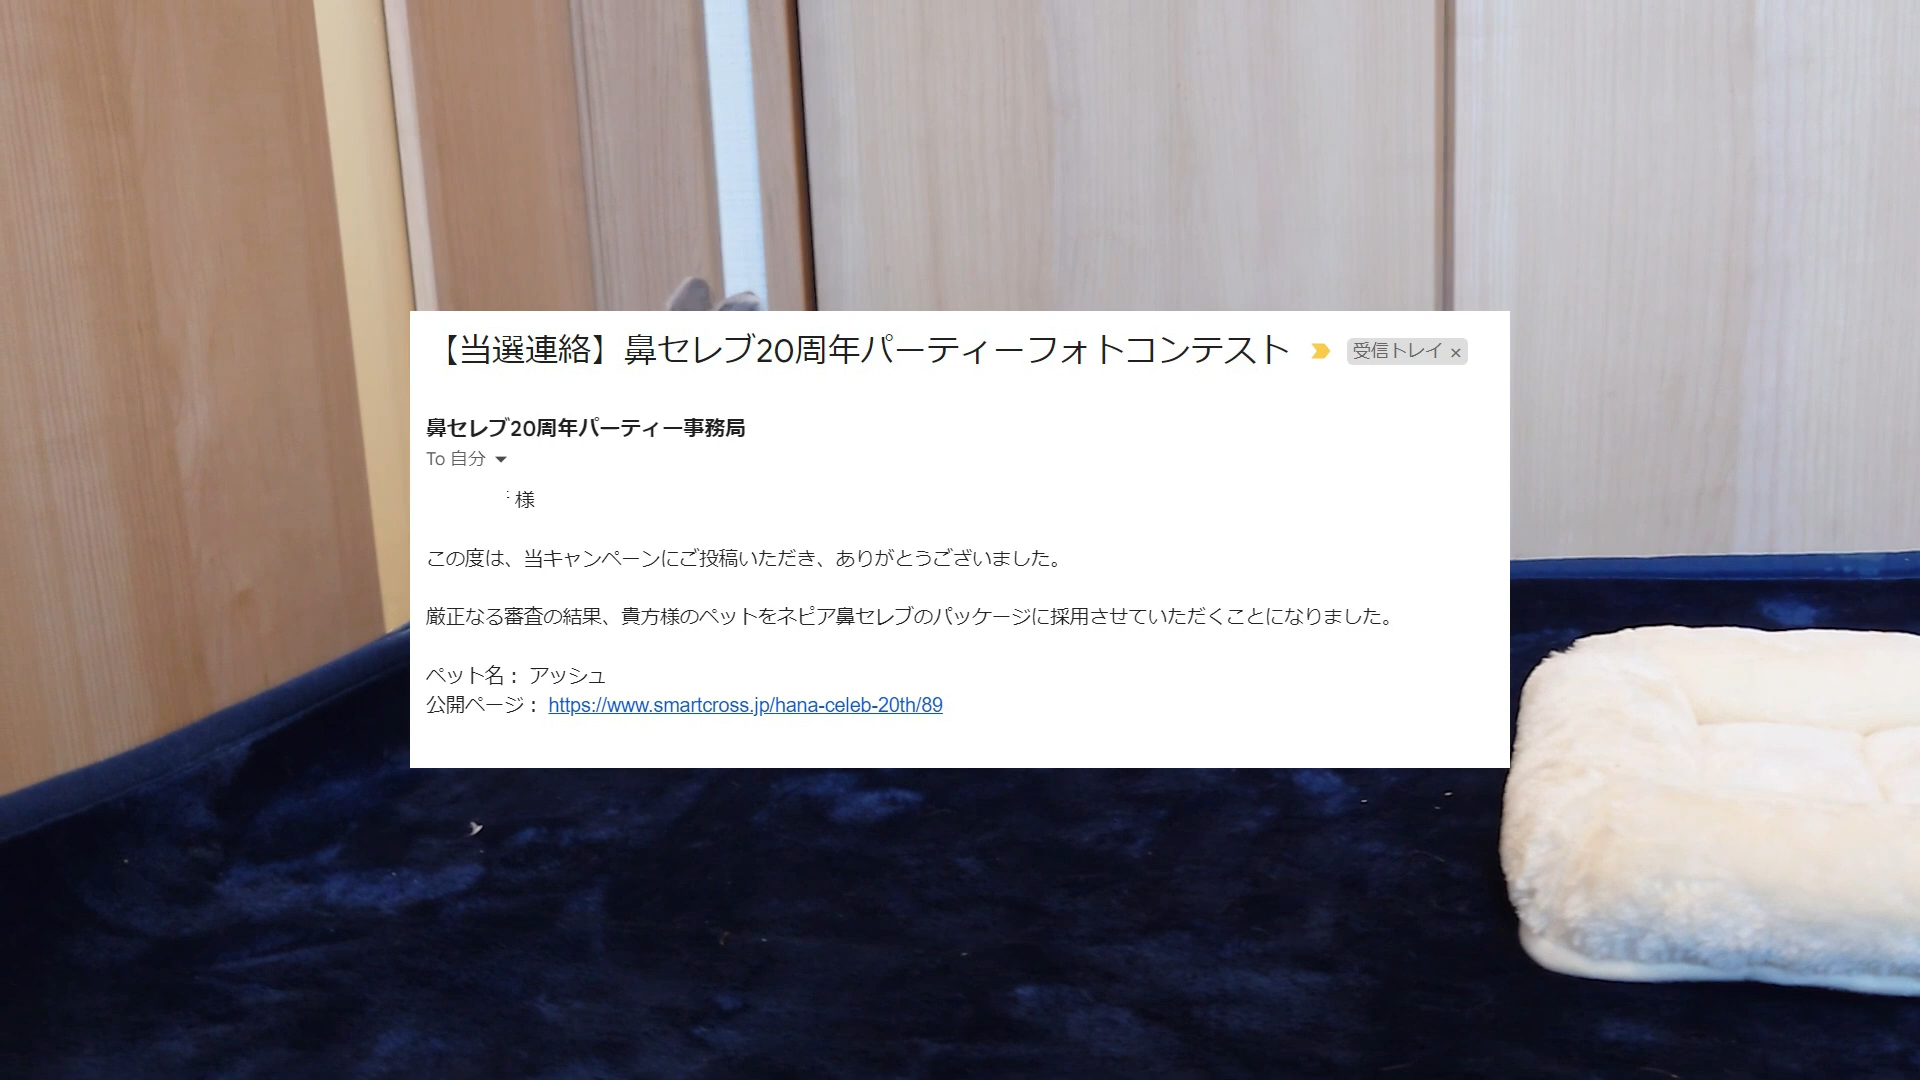 【当選連絡】鼻セレブ20周年パーティーフォトコンテスト
受信トレイ ×
鼻セレブ20周年パーティー事務局
To 自分
様
この度は、当キャンペーンにご投稿いただき、ありがとうございました。
厳正なる審査の結果、貴方様のペットをネピア鼻セレブのパッケージに採用させていただくことになりました。
ペット名： アッシュ
公開ページ： https://www.smartcross.jp/hana-celeb-20th/89